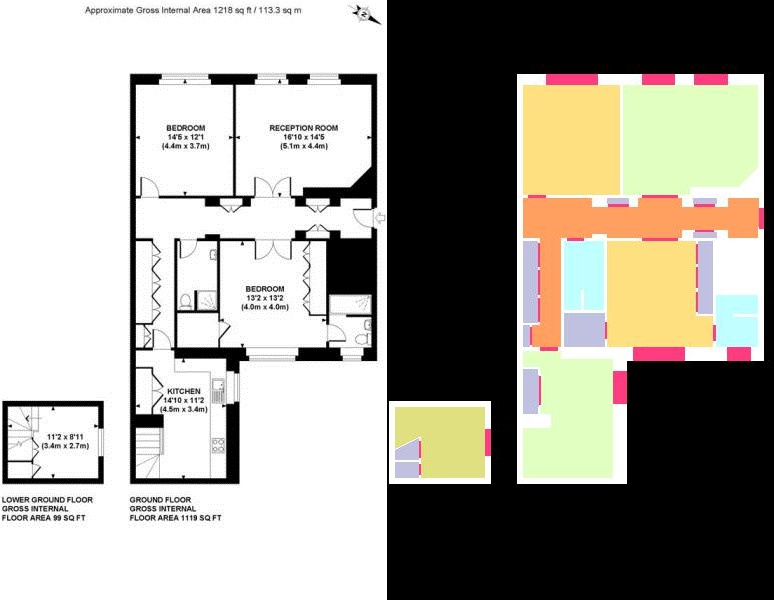 Approximate Gross Internal Area 1218 sq ft / 113.3 sq m
N
BEDROOM
14'5 x 12'1
(4.4m x 3.7m)
RECEPTION ROOM
16'10 x 14'5
(5.1m x 4.4m)
BEDROOM
13'2 x 13'2
(4.0m x 4.0m)
KITCHEN
14'10 x 11'2
(4.5m x 3.4m)
11'2 x 8'11
(3.4m x 2.7m)
LOWER GROUND FLOOR
GROSS INTERNAL
FLOOR AREA 99 SQ FT
GROUND FLOOR
GROSS INTERNAL
FLOOR AREA 1119 SQ FT